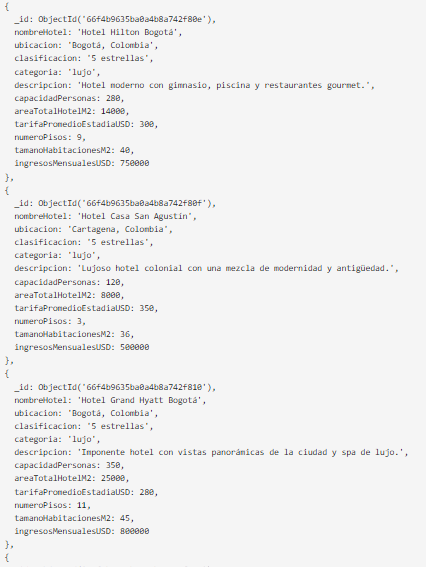 {
_id: ObjectId('66f4b9635ba0a4b8a742f80e'),
nombreHotel: 'Hotel Hilton Bogotá',
ubicacion: 'Bogotá, Colombia',
clasificacion: '5 estrellas',
categoria: 'lujo',
descripcion: 'Hotel moderno con gimnasio, piscina y restaurantes gourmet.',
capacidadPersonas: 280,
areaTotalHotelM2: 14000,
tarifaPromedioEstadiaUSD: 300,
numeroPisos: 9,
tamanoHabitacionesM2: 40,
ingresosMensualesUSD: 750000
},
{
_id: ObjectId('66f4b9635ba0a4b8a742f80f'),
nombreHotel: 'Hotel Casa San Agustín',
ubicacion: 'Cartagena, Colombia',
clasificacion: '5 estrellas',
categoria: 'lujo',
descripcion: 'Lujoso hotel colonial con una mezcla de modernidad y antigüedad.',
capacidadPersonas: 120,
areaTotalHotelM2: 8000,
tarifaPromedioEstadiaUSD: 350,
numeroPisos: 3,
tamanoHabitacionesM2: 36,
ingresosMensualesUSD: 500000
},
{
_id: ObjectId('66f4b9635ba0a4b8a742f810'),
nombreHotel: 'Hotel Grand Hyatt Bogotá',
ubicacion: 'Bogotá, Colombia',
clasificacion: '5 estrellas',
categoria: 'lujo',
descripcion: 'Imponente hotel con vistas panorámicas de la ciudad y spa de lujo.',
capacidadPersonas: 350,
areaTotalHotelM2: 25000,
tarifaPromedioEstadiaUSD: 280,
numeroPisos: 11,
tamanoHabitacionesM2: 45,
ingresosMensualesUSD: 800000
},
{